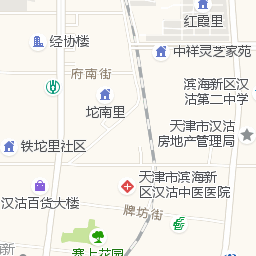 红霞里
经协楼
中祥灵芝家苑
府南街
滨海新区汉
沽第二中学
坨南里
天津市汉沽
房地产管理局
铁坨里社区
天津市滨海新
区汉沽中医医院
汉沽百货大楼
牌坊街
寨上花园
海新